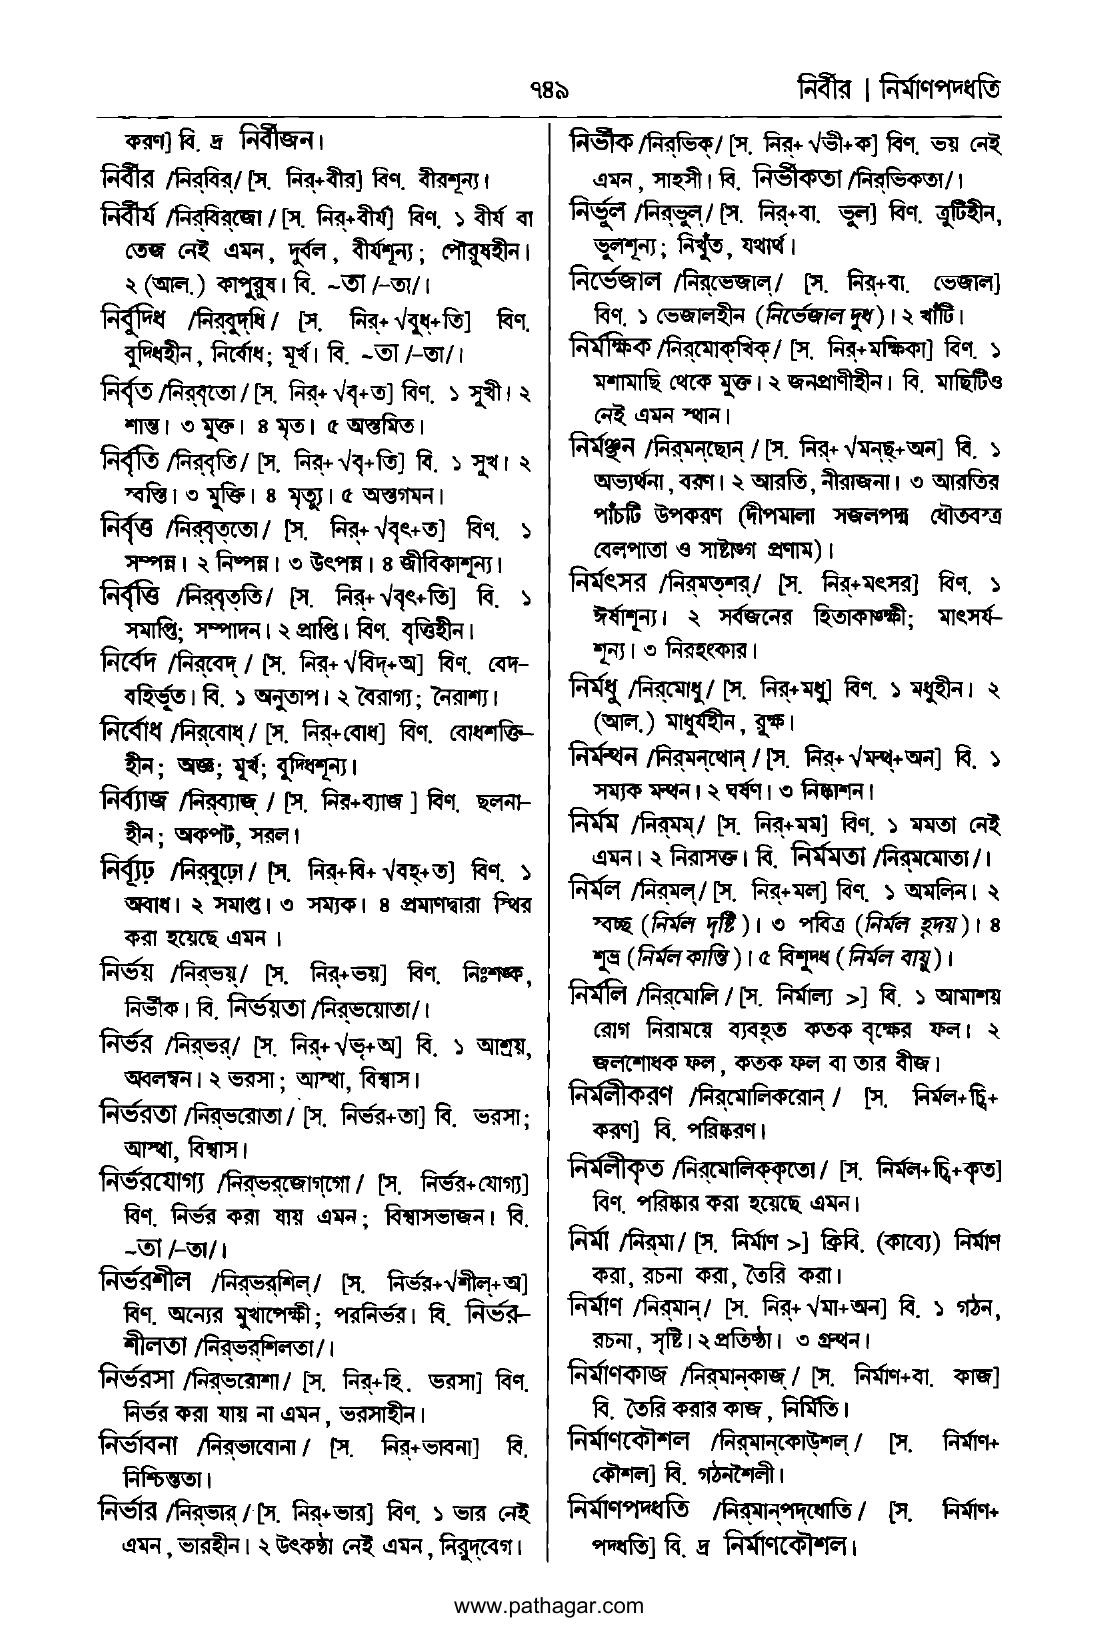 ৭৪৯
নির্বীর | নির্মাণপদ্ধতি
করণ] বি. দ্র নির্বীজন।
নির্বীর /নির্‌বির্‌/ [স. নির্‌+বীর] বিণ. বীরশূন্য।
নির্বীর্য /নির্‌বির্‌জো / [স. নির্‌+বীর্য] বিণ. ১ বীর্য বা
তেজ নেই এমন, দুর্বল, বীর্যশূন্য; পৌরুষহীন।
২ (আল.) কাপুরুষ। বি. ~তা /–তা/।
নির্বুদ্ধি /নির্‌বুদ্‌ধি / [স. নির্‌+ √বুধ্‌+তি] বিণ.
বুদ্ধিহীন, নির্বোধ; মূর্খ। বি. ~তা /–তা/।
নির্বৃত /নির্‌বৃতো / [স. নির্‌+ √বৃ+ত] বিণ. ১ সুখী। ২
শান্ত। ৩ মুক্ত। ৪ মৃত। ৫ অস্তমিত।
নির্বৃতি /নির্‌বৃতি / [স. নির্‌+ √বৃ+তি] বি. ১ সুখ। ২
স্বস্তি। ৩ মুক্তি। ৪ মৃত্যু। ৫ অস্তগমন।
নির্বৃত্ত /নির্‌বৃত্‌তো / [স. নির্‌+ √বৃৎ+ত] বিণ. ১
সম্পন্ন। ২ নিষ্পন্ন। ৩ উৎপন্ন। ৪ জীবিকাশূন্য।
নির্বৃত্তি /নির্‌বৃত্‌তি / [স. নির্‌+ √বৃৎ+তি] বি. ১
সমাপ্তি; সম্পাদন। ২ প্রাপ্তি। বিণ. বৃত্তিহীন।
নির্বেদ /নির্‌বেদ্‌ / [স. নির্‌+ √বিদ্‌+অ] বিণ. বেদ–
বহির্ভূত। বি. ১ অনুতাপ। ২ বৈরাগ্য; নৈরাশ্য।
নির্বোধ /নির্‌বোধ্‌ / [স. নির্‌+বোধ] বিণ. বোধশক্তি–
হীন; অজ্ঞ; মূর্খ; বুদ্ধিশূন্য।
নির্ব্যাজ /নির্‌ব্যাজ্‌ / [স. নির্‌+ব্যাজ ] বিণ. ছলনা–
হীন; অকপট, সরল।
নির্ব্যূঢ় /নির্‌বূঢ়ো / [স. নির্‌+বি+ √বহ্‌+ত] বিণ. ১
অবাধ। ২ সমাপ্ত। ৩ সম্যক। ৪ প্রমাণদ্বারা স্থির
করা হয়েছে এমন ।
নির্ভয় /নির্‌ভয়্‌/ [স. নির্‌+ভয়] বিণ. নিঃশঙ্ক,
নির্ভীক। বি. নির্ভয়তা /নির্‌ভয়োতা/।
নির্ভর /নির্‌ভর্‌/ [স. নির্‌+ √ভৃ+অ] বি. ১ আশ্রয়,
অবলম্বন। ২ ভরসা; আস্থা, বিশ্বাস।
নির্ভরতা /নির্‌ভরোতা / [স. নির্ভর+তা] বি. ভরসা;
আস্থা, বিশ্বাস।
নির্ভরযোগ্য /নির্‌ভর্‌জোগ্‌গো / [স. নির্ভর+যোগ্য]
বিণ. নির্ভর করা যায় এমন; বিশ্বাসভাজন। বি.
~তা /–তা/।
নির্ভরশীল /নির্‌ভর্‌শিল্‌/ [স. নির্ভর+√শীল্‌+অ]
বিণ. অন্যের মুখাপেক্ষী; পরনির্ভর। বি. নির্ভর–
শীলতা /নির্‌ভর্‌শিলতা/।
নির্ভরসা /নির্‌ভরোশা / [স. নির্‌+হি. ভরসা] বিণ.
নির্ভর করা যায় না এমন, ভরসাহীন।
নির্ভাবনা /নির্‌ভাবোনা / [স. নির্‌+ভাবনা] বি.
নিশ্চিন্ততা।
নির্ভার /নির্‌ভার্‌ / [স. নির্‌+ভার] বিণ. ১ ভার নেই
এমন, ভারহীন। ২ উৎকণ্ঠা নেই এমন, নিরুদ্‌বেগ।
নির্ভীক /নির্‌ভিক্‌/ [স. নির্‌+ √ভী+ক] বিণ. ভয় নেই
এমন, সাহসী। বি. নির্ভীকতা /নির্‌ভিকতা/।
নির্ভুল /নির্‌ভুল্‌ / [স. নির্‌+বা. ভুল] বিণ. ত্রুটিহীন,
ভুলশূন্য; নিখুঁত, যথার্থ।
নির্ভেজাল /নির্‌ভেজাল্‌/ [স. নির্‌+বা. ভেজাল]
বিণ. ১ ভেজালহীন (নির্ভেজাল দুধ)। ২ খাঁটি।
নির্মক্ষিক /নির্‌মোক্‌খিক্‌ / [স. নির্‌+মক্ষিকা] বিণ. ১
মশামাছি থেকে মুক্ত। ২ জনপ্রাণীহীন। বি. মাছিটিও
নেই এমন স্থান।
নির্মঞ্ছন /নির্‌মন্‌ছোন্‌ / [স. নির্‌+ √মন্‌ছ্‌+অন] বি. ১
অভ্যর্থনা, বরণ। ২ আরতি, নীরাজনা। ৩ আরতির
পাঁচটি উপকরণ (দীপমালা সজলপদ্ম ধৌতবস্ত্র
বেলপাতা ও সাষ্টাঙ্গ প্রণাম)।
নির্মৎসর /নির্‌মত্‌শর্‌/ [স. নির্‌+মৎসর] বিণ. ১
ঈর্ষাশূন্য। ২ সর্বজনের হিতাকাঙ্ক্ষী; মাৎসর্য–
শূন্য। ৩ নিরহংকার।
নির্মধু /নির্‌মোধু / [স. নির্‌+মধু] বিণ. ১ মধুহীন। ২
(আল.) মাধুর্যহীন, রুক্ষ।
নির্মন্থন /নির্‌মন্‌থোন্‌ / [স. নির্‌+ √মন্থ্‌+অন] বি. ১
সম্যক মন্থন। ২ ঘর্ষণ। ৩ নিষ্কাশন।
নির্মম /নির্‌মম্‌/ [স. নির্‌+মম] বিণ. ১ মমতা নেই
এমন। ২ নিরাসক্ত। বি. নির্মমতা /নির্‌মমোতা/।
নির্মল /নির্‌মল্‌ / [স. নির্‌+মল] বিণ. ১ অমলিন। ২
স্বচ্ছ (নির্মল দৃষ্টি)। ৩ পবিত্র (নির্মল হৃদয়)। ৪
শুভ্র (নির্মল কান্তি)। ৫ বিশুদ্ধ (নির্মল বায়ু)।
নির্মলি /নির্‌মোলি / [স. নির্মাল্য >] বি. ১ আমাশয়
রোগ নিরাময়ে ব্যবহৃত কতক বৃক্ষের ফল। ২
জলশোধক ফল, কতক ফল বা তার বীজ।
নির্মলীকরণ /নির্‌মোলিকরোন্‌ / [স. নির্মল+চ্বি+
করণ] বি. পরিষ্করণ।
নির্মলীকৃত /নির্‌মোলিক্‌কৃতো / [স. নির্মল+চ্বি+কৃত]
বিণ. পরিষ্কার করা হয়েছে এমন।
নির্মা /নির্‌মা / [স. নির্মাণ >] ক্রিবি. (কাব্যে) নির্মাণ
করা, রচনা করা, তৈরি করা।
নির্মাণ /নির্‌মান্‌/ [স. নির্‌+ √মা+অন] বি. ১ গঠন,
রচনা, সৃষ্টি। ২ প্রতিষ্ঠা। ৩ গ্রন্থন।
নির্মাণকাজ /নির্‌মান্‌কাজ্‌ / [স. নির্মাণ+বা. কাজ]
বি. তৈরি করার কাজ, নির্মিতি।
নির্মাণকৌশল /নির্‌মান্‌কোউ্‌শল্‌ / [স. নির্মাণ+
কৌশল] বি. গঠনশৈলী।
নির্মাণপদ্ধতি /নির্‌মান্‌পদ্‌ধোতি / [স. নির্মাণ+
পদ্ধতি] বি. দ্র নির্মাণকৌশল।
www.pathagar.com